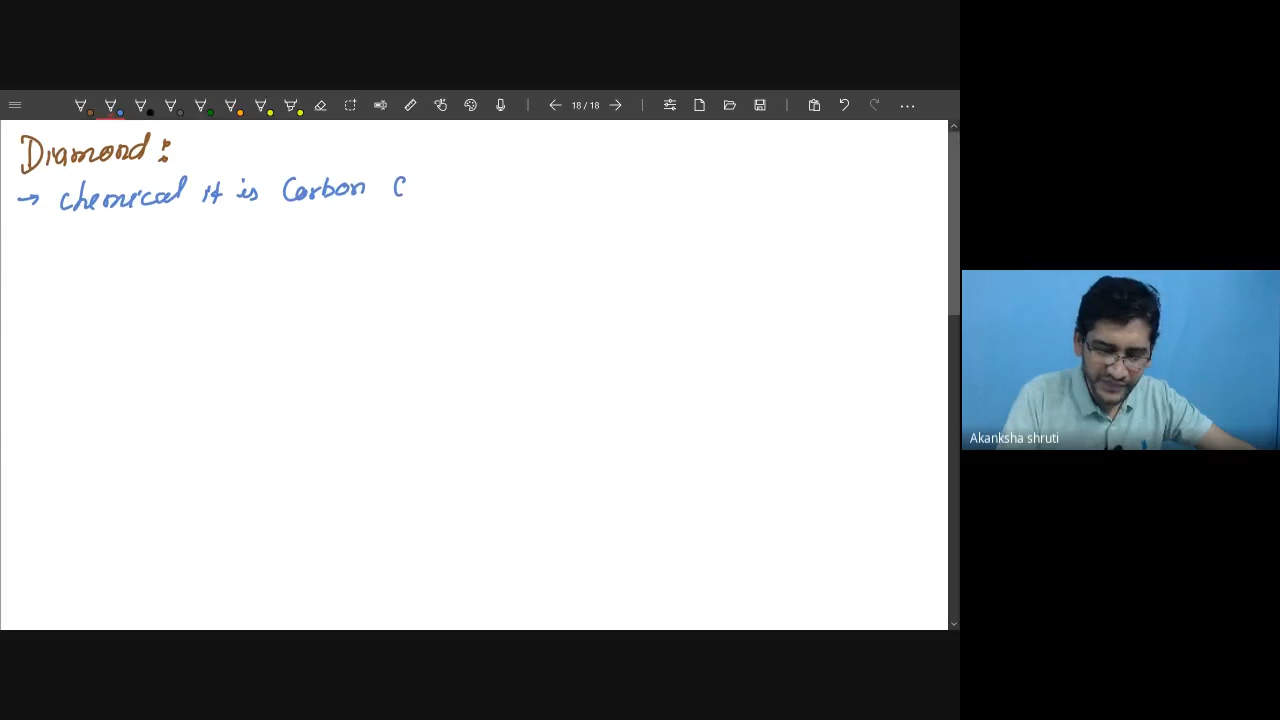 18 / 18
Diamond :
→ chemical it is Carbon C
Akanksha shruti